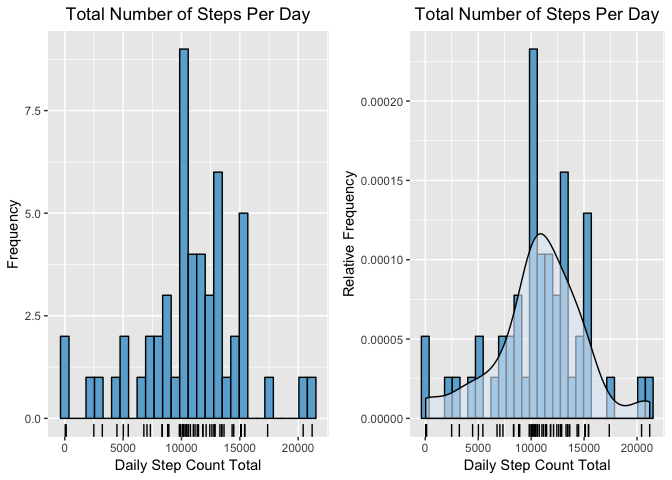 Total Number of Steps Per Day
Frequency
7.5
5.0
2.5
0.0
0 5000 10000 15000 20000
Daily Step Count Total
Total Number of Steps Per Day
Relative Frequency
0.00020
0.00015
0.00010
0.00005
0.00000
0 5000 10000 15000 20000
Daily Step Count Total